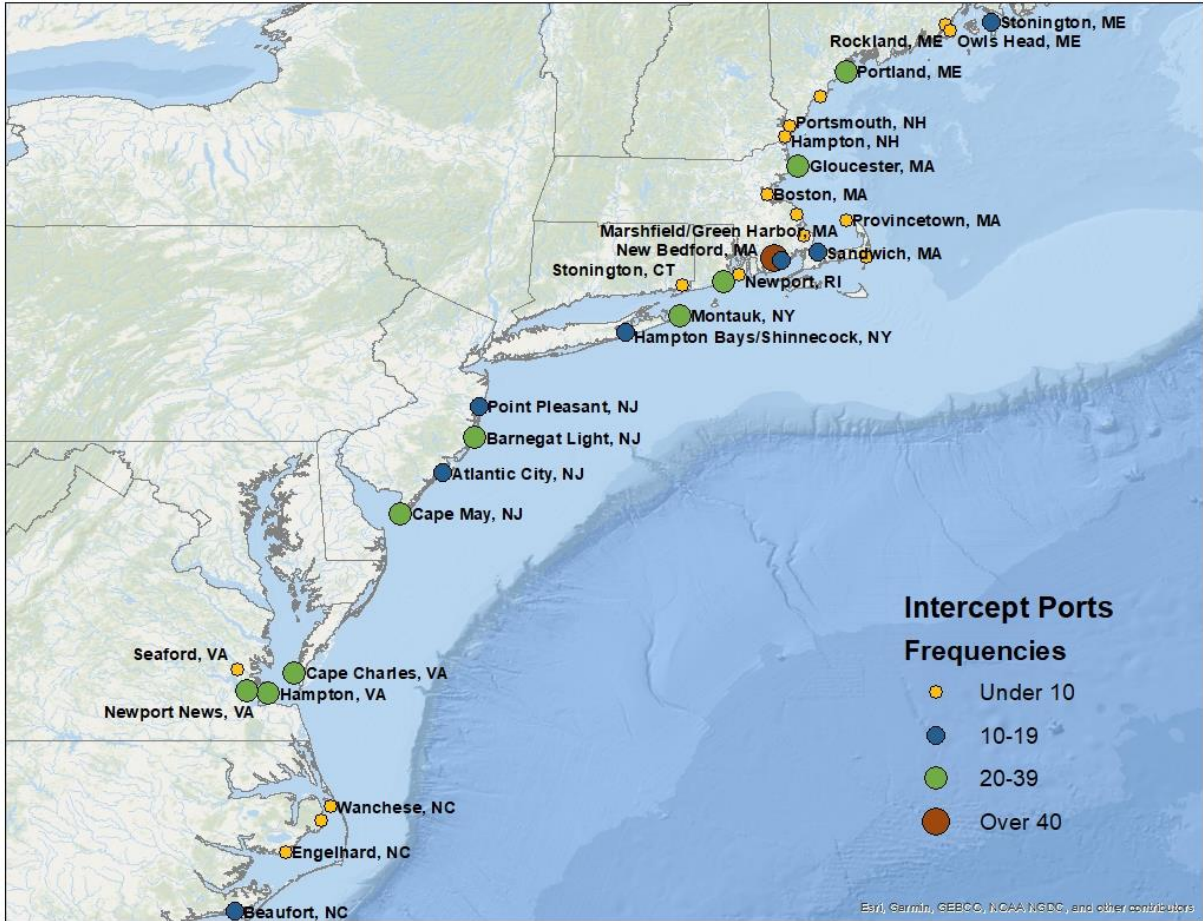 Stonington, ME
Rockland, ME
Owls Head, ME
Portland, ME
Portsmouth, NH
Hampton, NH
Gloucester, MA
Boston, MA
Provincetown, MA
Marshfield/Green Harbor, MA
New Bedford, MA
Sandwich, MA
Stonington, CT
Newport, RI
Montauk, NY
Hampton Bays/Shinnecock, NY
Point Pleasant, NJ
Barnegat Light, NJ
Atlantic City, NJ
Cape May, NJ
Seaford, VA
Cape Charles, VA
Hampton, VA
Newport News, VA
Wanchese, NC
Engelhard, NC
Beaufort, NC
Intercept Ports
Frequencies
Under 10
10-19
20-39
Over 40
Esri, Garmin, GEBCO, NOAA NGDC, and other contributors